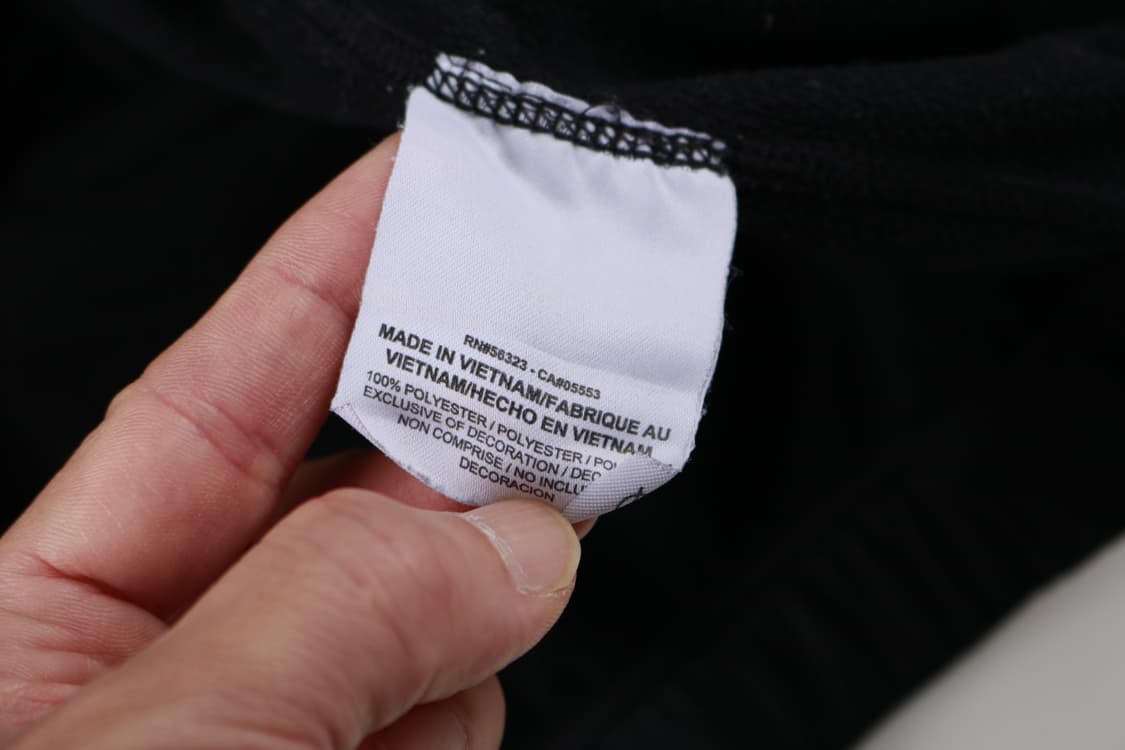 RN#56323 - CA#05553
MADE IN VIETNAM/FABRIQUE AU
VIETNAM/HECHO EN VIETNAM
100% POLYESTER / POLYESTER /
EXCLUSIVE OF DECORATION /
NON COMPRISE / NO
DECORACION